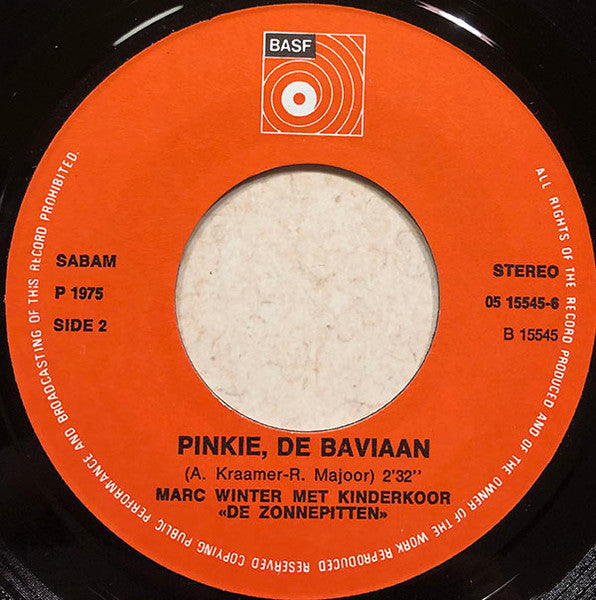 BASF
SABAM
P 1975
SIDE 2
STEREO
05 15545-6
B 15545
PINKIE, DE BAVIAAN
(A. Kraamer-R. Majoor) 2'32''
MARC WINTER MET KINDERKOOR
«DE ZONNEPITTEN»
ALL RIGHTS OF THE RECORD PRODUCED AND OF THE OWNER OF THE WORK REPRODUCED RESERVED COPYING PUBLIC PERFORMANCE AND BROADCASTING OF THIS RECORD PROHIBITED.